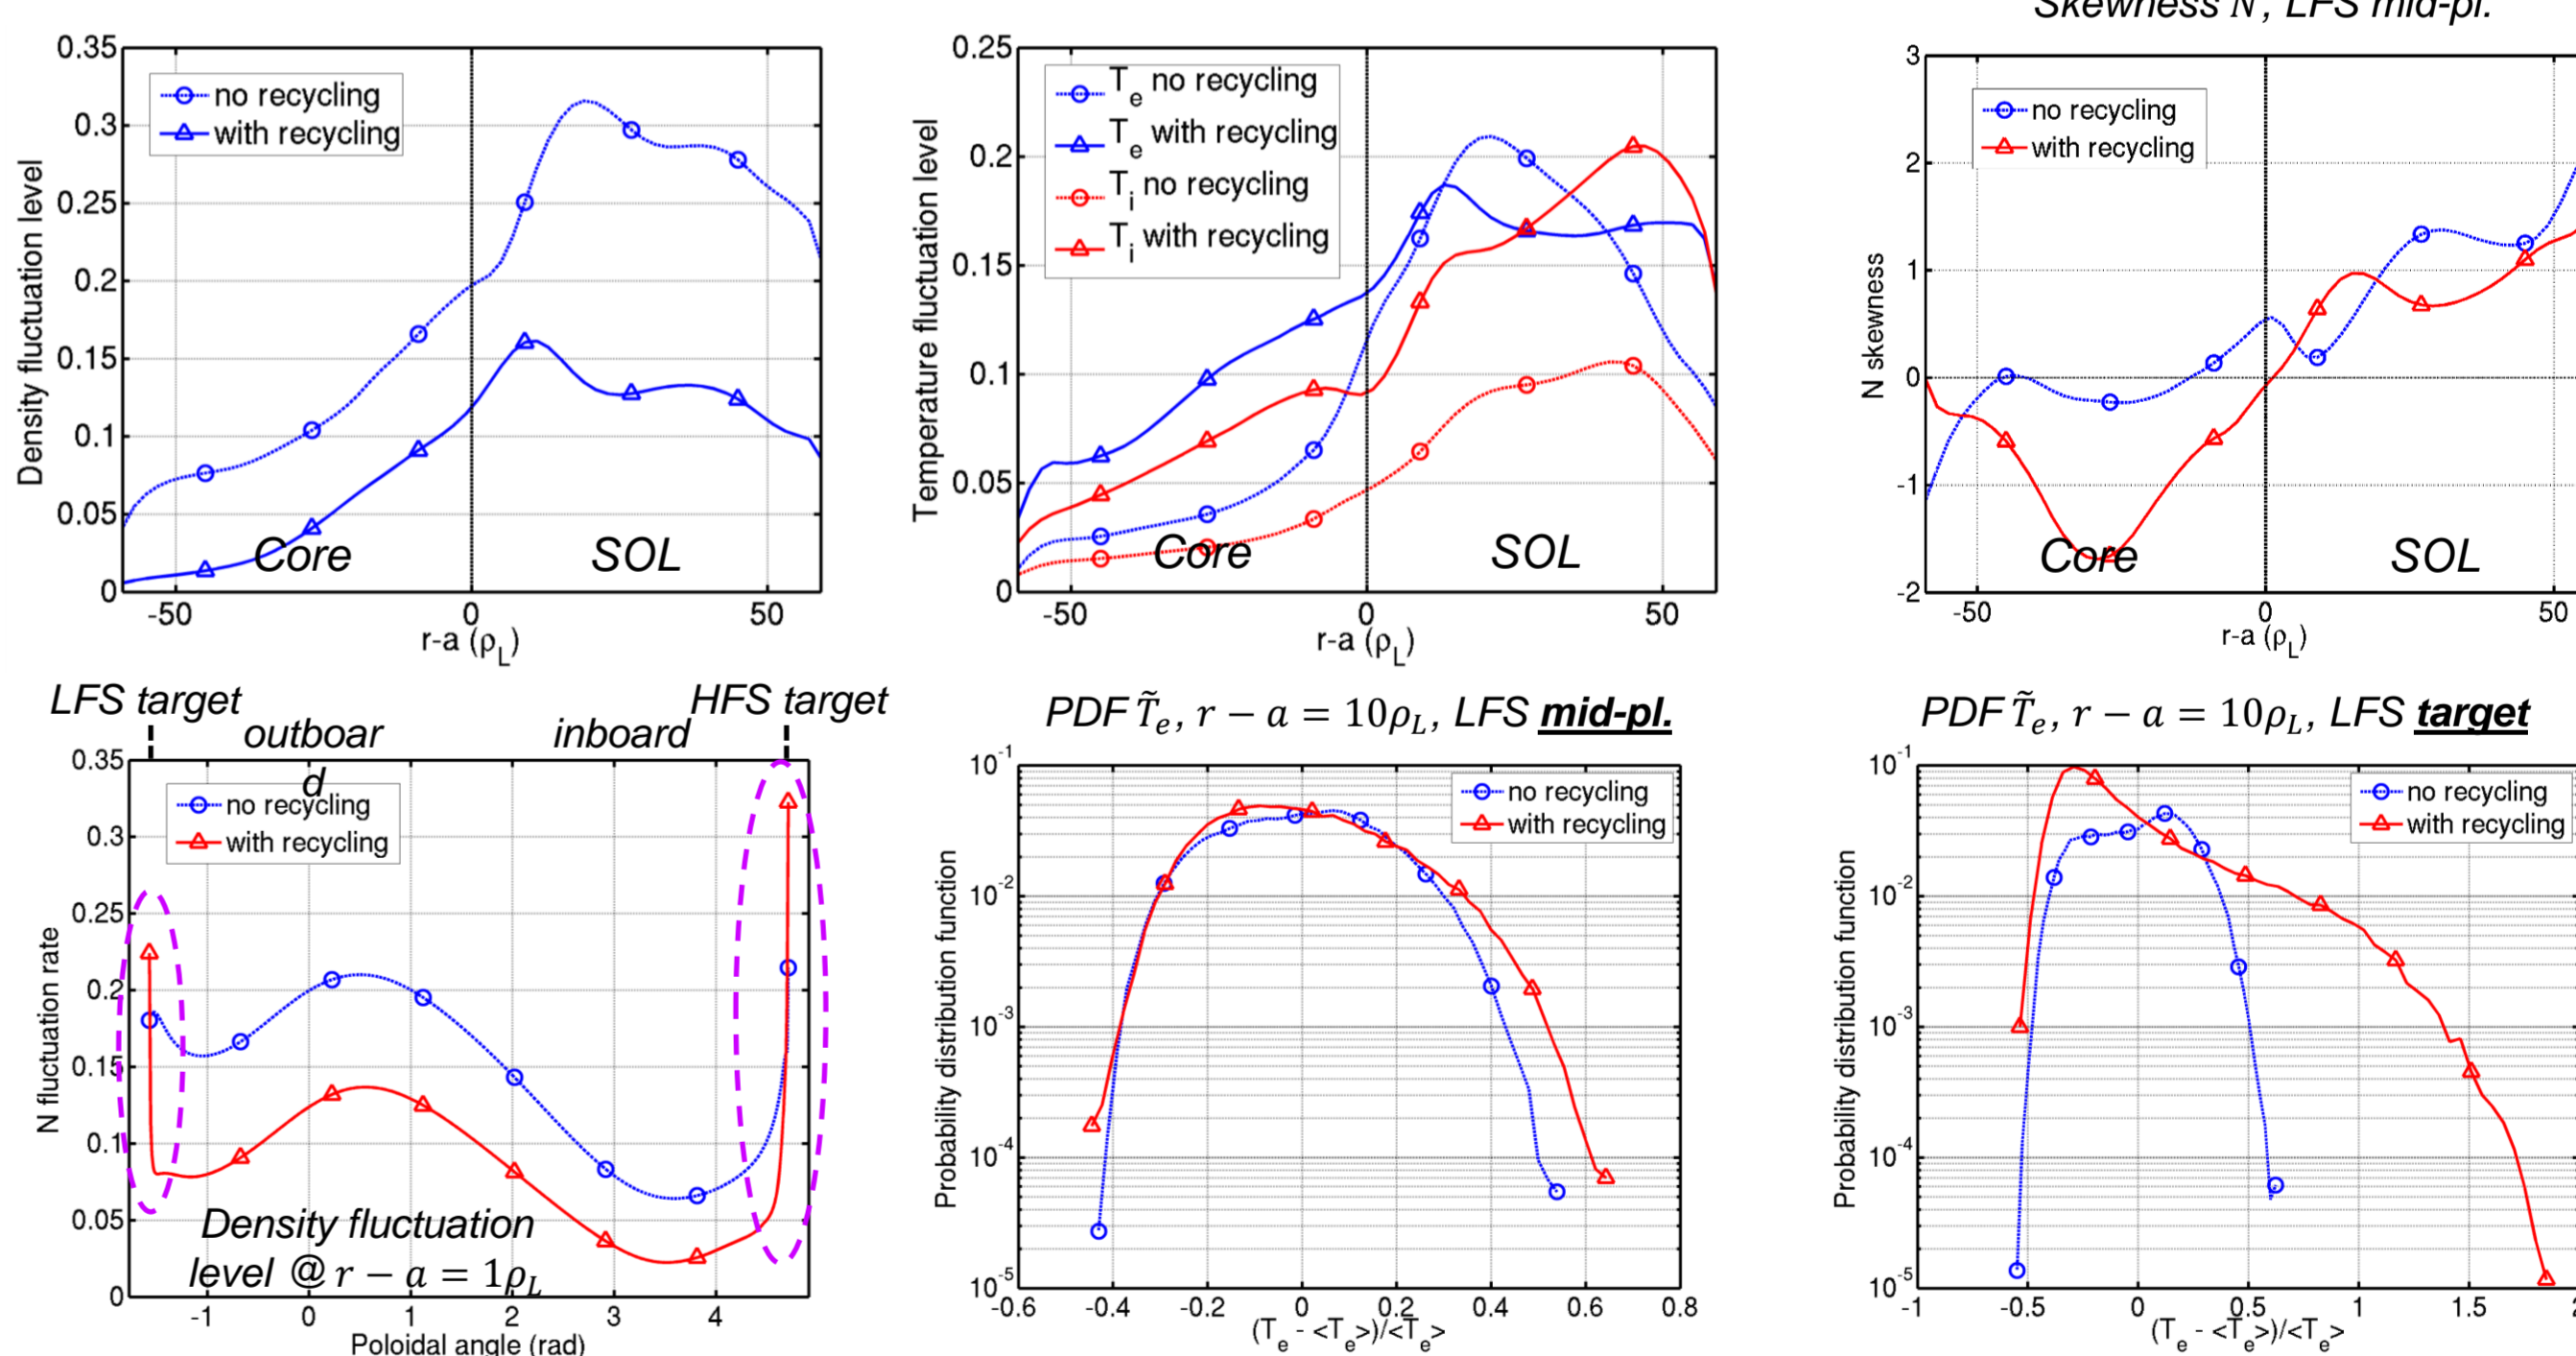 Skewness N, LFS mid-pl.
0.35
0.3
0.25
0.2
0.15
0.1
0.05
0
Density fluctuation level
no recycling
with recycling
Core
SOL
-50
0
50
r-a (ρL)
0.25
0.2
0.15
0.1
0.05
0
Temperature fluctuation level
Te no recycling
Te with recycling
Ti no recycling
Ti with recycling
Core
SOL
-50
0
50
r-a (ρL)
3
2
1
0
-1
-2
N skewness
no recycling
with recycling
Core
SOL
-50
0
50
r-a (ρL)
LFS target
HFS target
outboar
d
inboard
0.35
0.3
0.25
0.2
0.15
0.1
0.05
0
N fluctuation rate
no recycling
with recycling
Density fluctuation
level @ r − a = 1ρL
-1
0
1
2
3
4
Poloidal angle (rad)
PDF T̃e, r − a = 10ρL, LFS mid-pl.
10-1
10-2
10-3
10-4
10-5
Probability distribution function
no recycling
with recycling
-0.6
-0.4
-0.2
0
0.2
0.4
0.6
0.8
(Te - <Te>)/<Te>
PDF T̃e, r − a = 10ρL, LFS target
10-1
10-2
10-3
10-4
10-5
Probability distribution function
no recycling
with recycling
-1
-0.5
0
0.5
1
1.5
(Te - <Te>)/<Te>